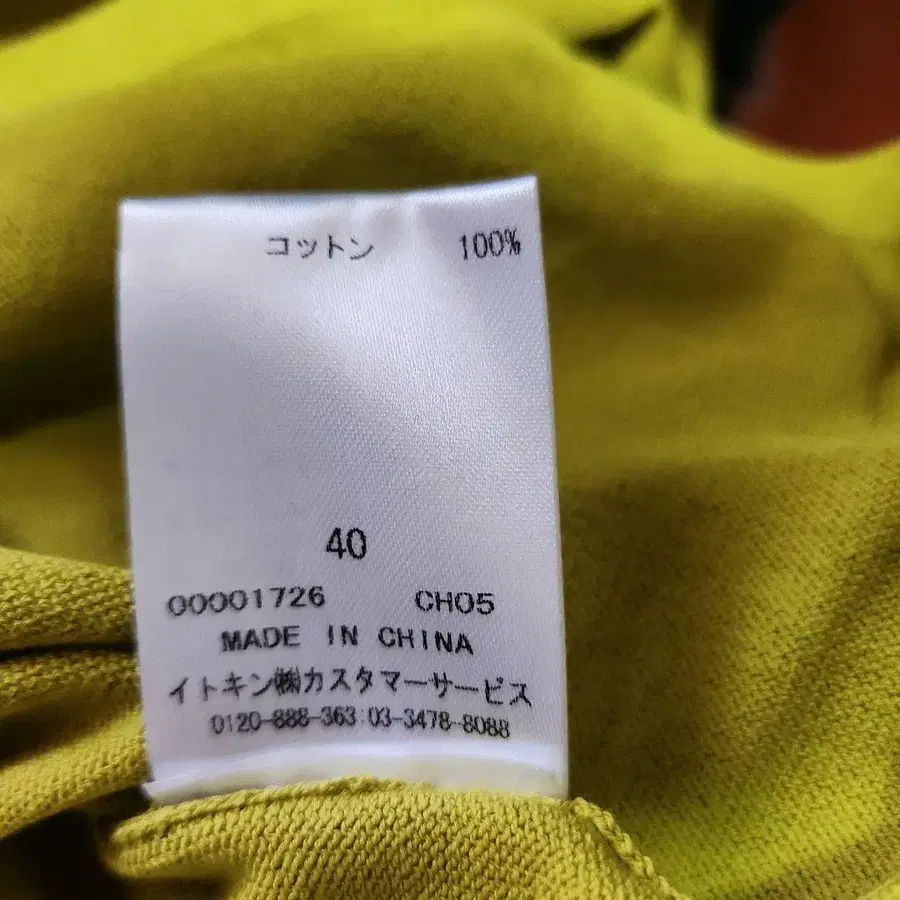 コットン 100%
40
00001726 CH05
MADE IN CHINA
イトキン㈱カスタマーサービス
0120-888-363:03-3478-8088